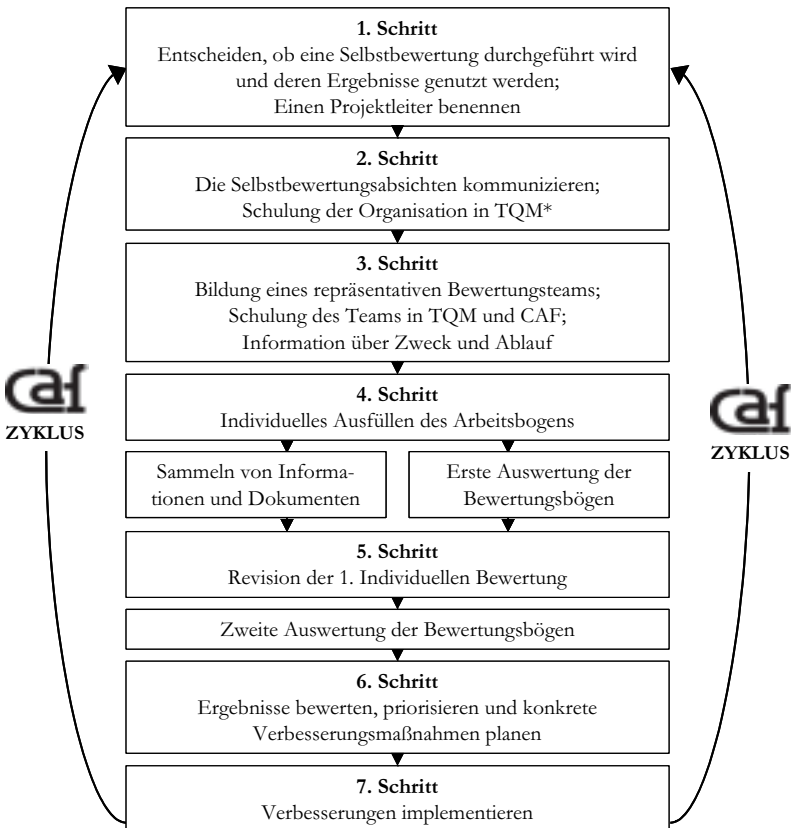 1. Schritt
Entscheiden, ob eine Selbstbewertung durchgeführt wird
und deren Ergebnisse genutzt werden;
Einen Projektleiter benennen
2. Schritt
Die Selbstbewertungsabsichten kommunizieren;
Schulung der Organisation in TQM*
3. Schritt
Bildung eines repräsentativen Bewertungsteams;
Schulung des Teams in TQM und CAF;
Information über Zweck und Ablauf
caf
ZYKLUS
caf
ZYKLUS
4. Schritt
Individuelles Ausfüllen des Arbeitsbogens
Sammeln von Informa-
tionen und Dokumenten
Erste Auswertung der
Bewertungsbögen
5. Schritt
Revision der 1. Individuellen Bewertung
Zweite Auswertung der Bewertungsbögen
6. Schritt
Ergebnisse bewerten, priorisieren und konkrete
Verbesserungsmaßnahmen planen
7. Schritt
Verbesserungen implementieren